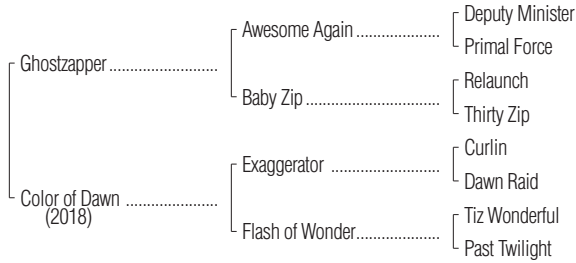 Deputy Minister
Awesome Again ....................
Primal Force
Ghostzapper ..........................
Relaunch
Baby Zip ................................
Thirty Zip
Curlin
Exaggerator ..........................
Dawn Raid
Color of Dawn ......................
(2018)
Tiz Wonderful
Flash of Wonder....................
Past Twilight